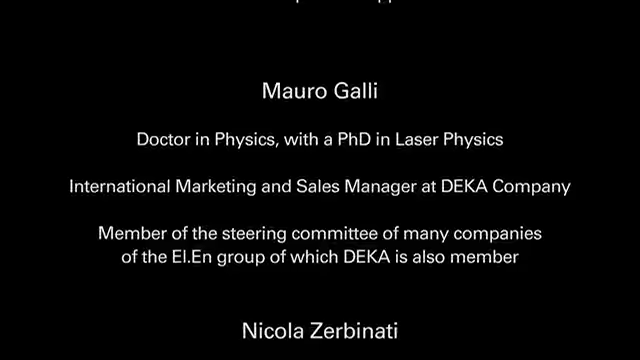 Mauro Galli
Doctor in Physics, with a PhD in Laser Physics
International Marketing and Sales Manager at DEKA Company
Member of the steering committee of many companies
of the El.En group of which DEKA is also member
Nicola Zerbinati